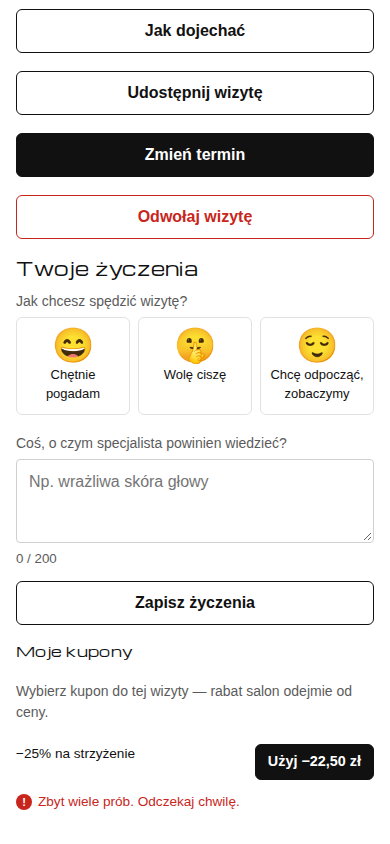 Jak dojechać
Udostępnij wizytę
Zmień termin
Odwołaj wizytę
Twoje życzenia
Jak chcesz spędzić wizytę?
Chętnie
pogadam
Wolę ciszę
Chcę odpocząć,
zobaczymy
Coś, o czym specjalista powinien wiedzieć?
Np. wrażliwa skóra głowy
0 / 200
Zapisz życzenia
Moje kupony
Wybierz kupon do tej wizyty — rabat salon odejmie od
ceny.
−25% na strzyżenie
Użyj −22,50 zł
Zbyt wiele prób. Odczekaj chwilę.